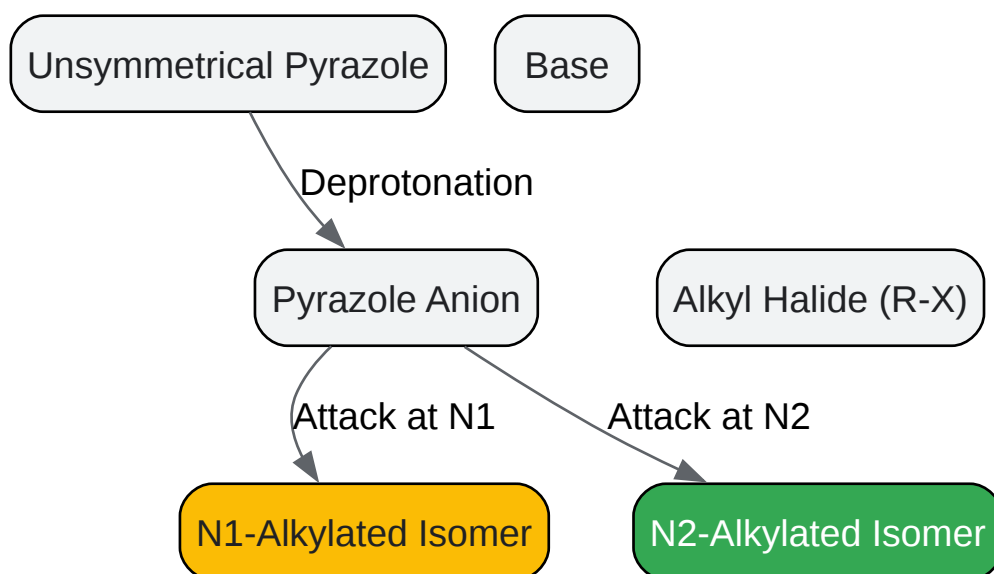 Unsymmetrical Pyrazole
Base
Deprotonation
Pyrazole Anion
Alkyl Halide (R-X)
Attack at N1
Attack at N2
N1-Alkylated Isomer
N2-Alkylated Isomer